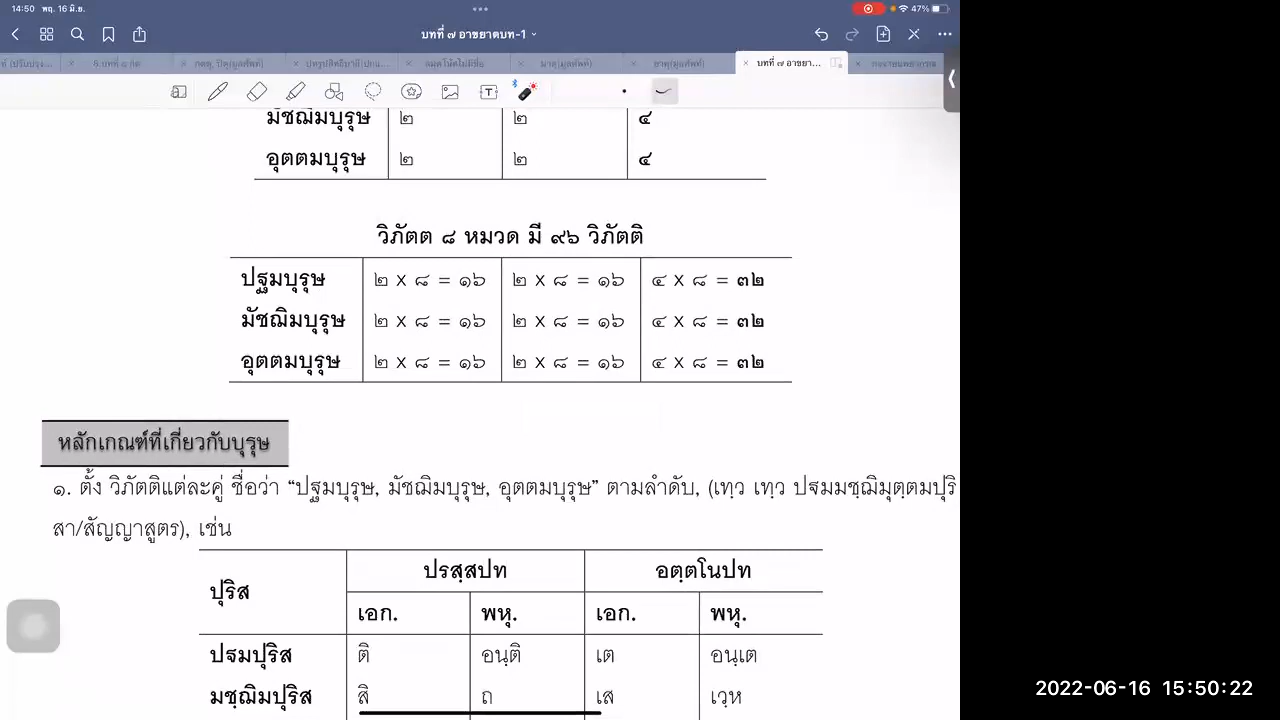 14:50 พฤ. 16 มิ.ย.
47%
บทที่ ๗ อาขยาตบท-1
บทที่ ๗ อาขย...
มัชฌิมบุรุษ ๒ ๒ ๔
อุตตมบุรุษ ๒ ๒ ๔
วิภัตต ๘ หมวด มี ๙๖ วิภัตติ
ปฐมบุรุษ ๒ x ๘ = ๑๖ ๒ x ๘ = ๑๖ ๔ x ๘ = ๓๒
มัชฌิมบุรุษ ๒ x ๘ = ๑๖ ๒ x ๘ = ๑๖ ๔ x ๘ = ๓๒
อุตตมบุรุษ ๒ x ๘ = ๑๖ ๒ x ๘ = ๑๖ ๔ x ๘ = ๓๒
หลักเกณฑ์ที่เกี่ยวกับบุรุษ
๑. ตั้ง วิภัตติแต่ละคู่ ชื่อว่า “ปฐมบุรุษ, มัชฌิมบุรุษ, อุตตมบุรุษ” ตามลำดับ, (เทฺว เทฺว ปฐมมชฺฌิมุตฺตมปุริ
สา/สัญญาสูตร), เช่น
ปุริส ปรสฺสปท อตฺตโนปท
เอก. พหุ. เอก. พหุ.
ปฐมปุริส ติ อนฺติ เต อนฺเต
มชฺฌิมปุริส สิ ถ เส เวฺห
2022-06-16 15:50:22